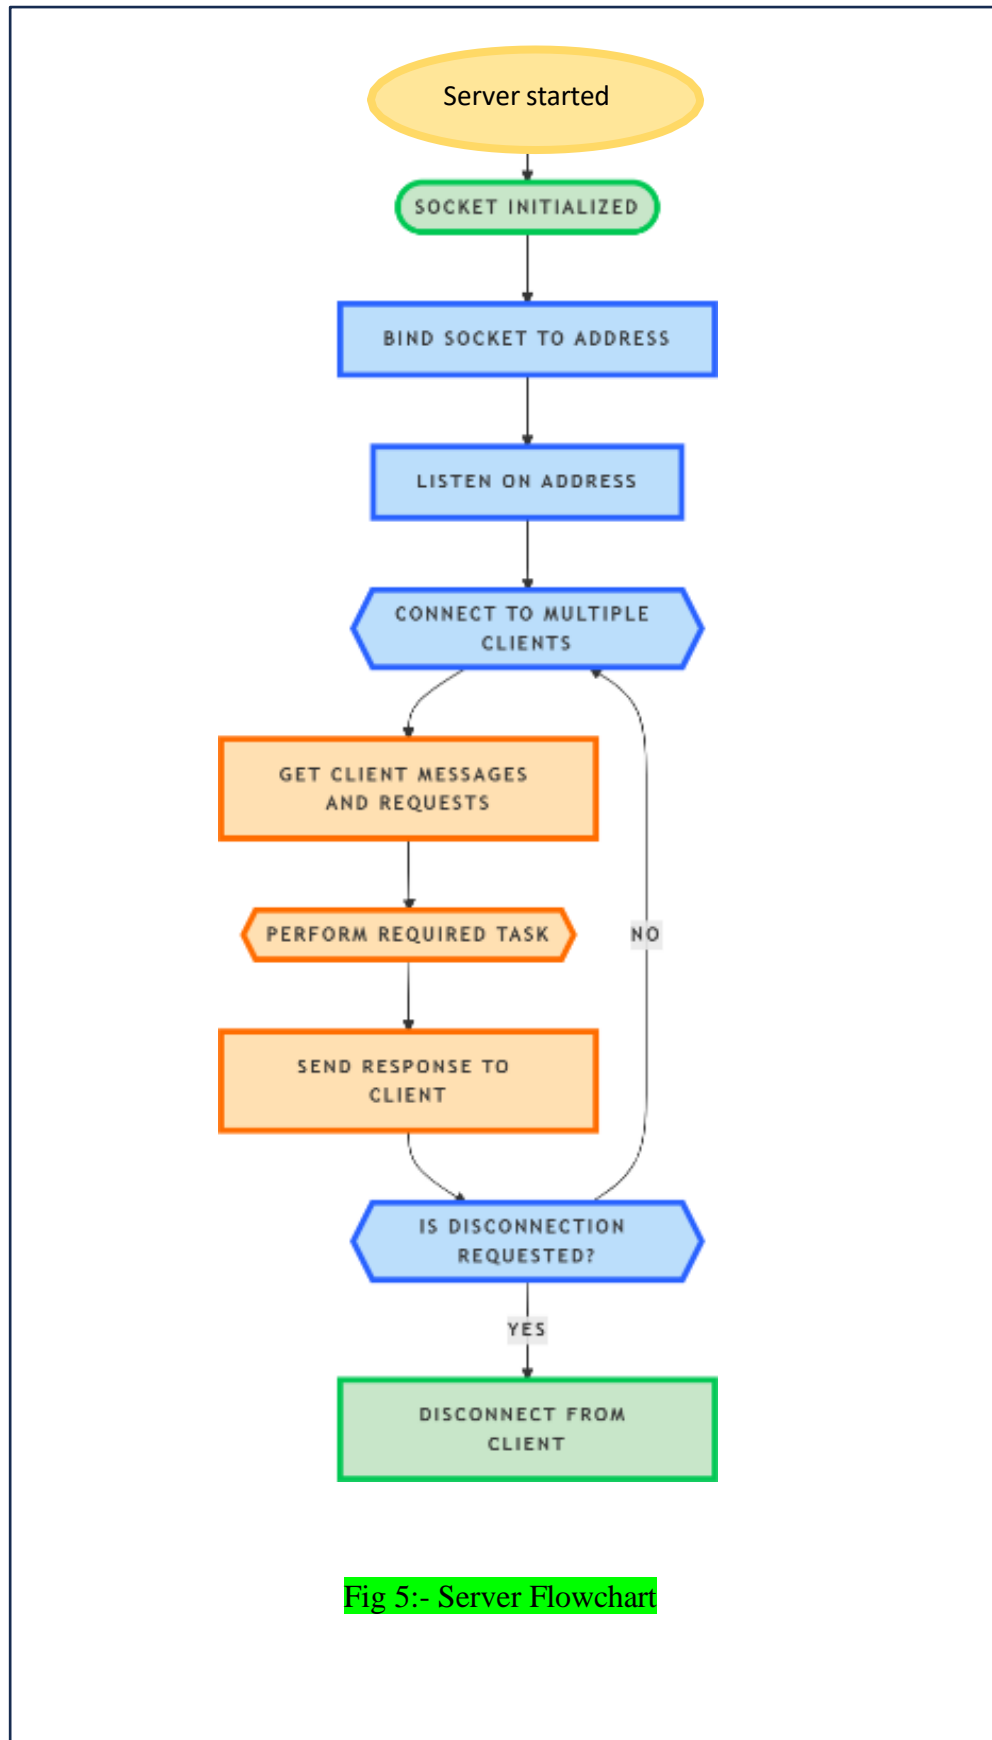 Server started
SOCKET INITIALIZED
BIND SOCKET TO ADDRESS
LISTEN ON ADDRESS
CONNECT TO MULTIPLE
CLIENTS
GET CLIENT MESSAGES
AND REQUESTS
PERFORM REQUIRED TASK
NO
SEND RESPONSE TO
CLIENT
IS DISCONNECTION
REQUESTED?
YES
DISCONNECT FROM
CLIENT
Fig 5:- Server Flowchart